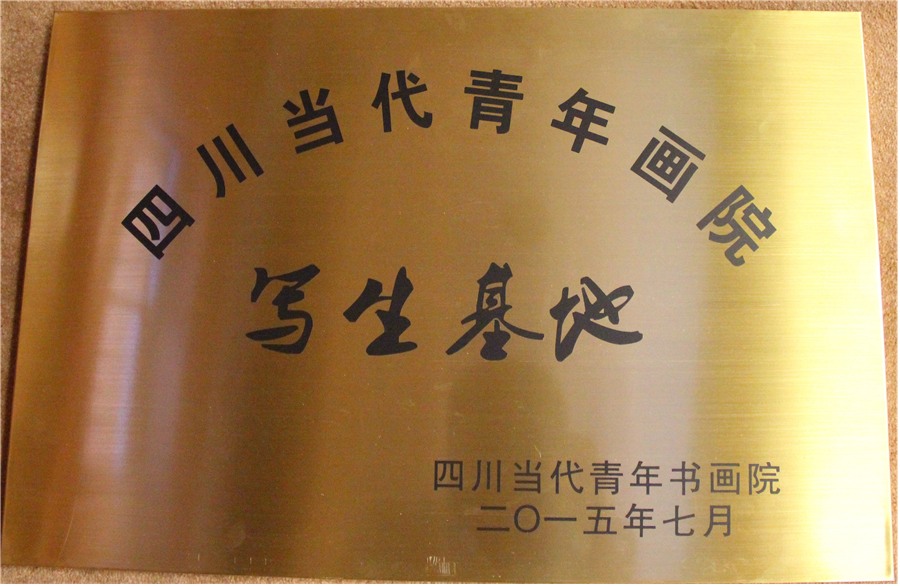 四川当代青年画院
写生基地
四川当代青年书画院
二〇一五年七月